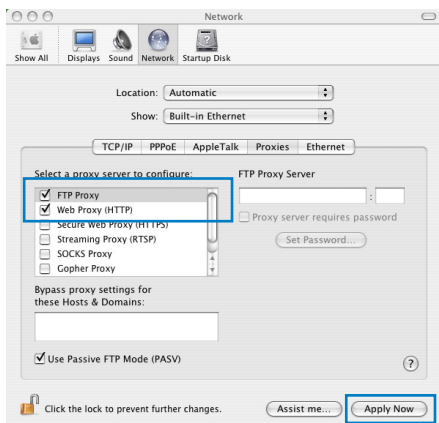 Network
Show All Displays Sound Network Startup Disk
Location: Automatic
Show: Built-in Ethernet
TCP/IP PPPoE AppleTalk Proxies Ethernet
Select a proxy server to configure: FTP Proxy Server
FTP Proxy
:
Web Proxy (HTTP)
Proxy server requires password
Secure Web Proxy (HTTPS)
Streaming Proxy (RTSP)
Set Password...
SOCKS Proxy
Gopher Proxy
Bypass proxy settings for
these Hosts & Domains:
Use Passive FTP Mode (PASV)
?
Click the lock to prevent further changes.
Assist me...
Apply Now